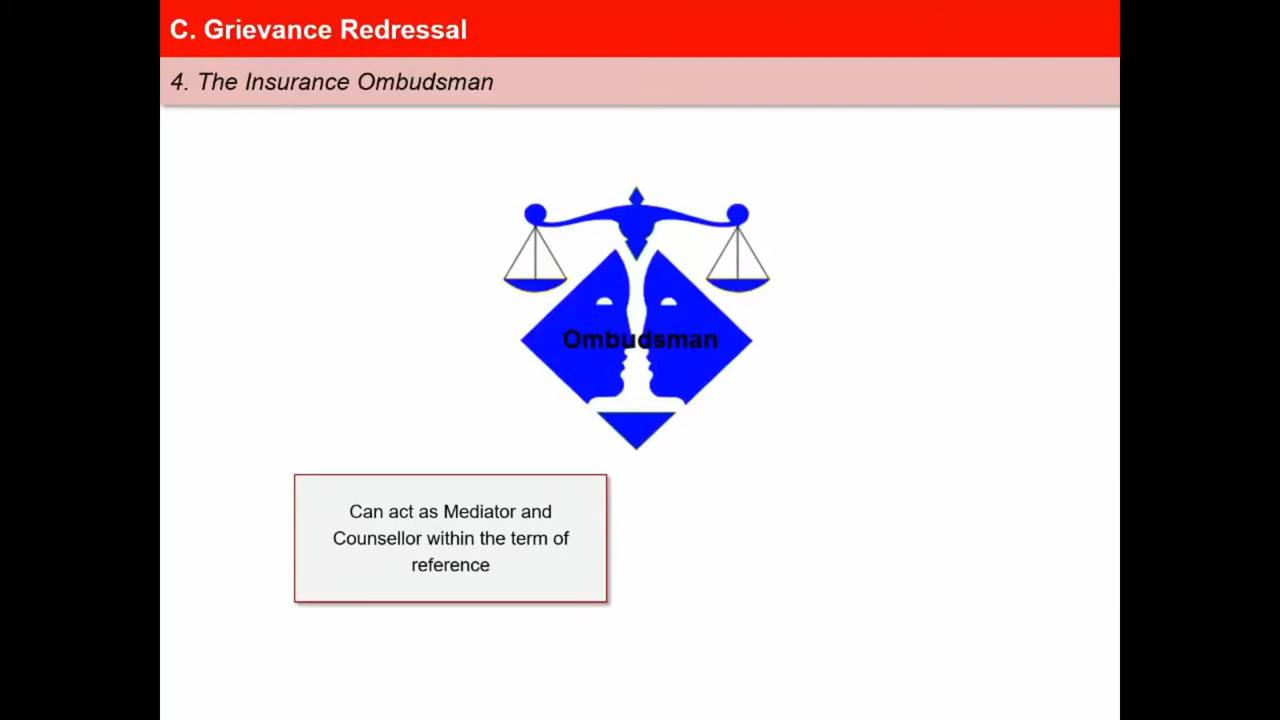 C. Grievance Redressal
4. The Insurance Ombudsman
Ombudsman
Can act as Mediator and
Counsellor within the term of
reference